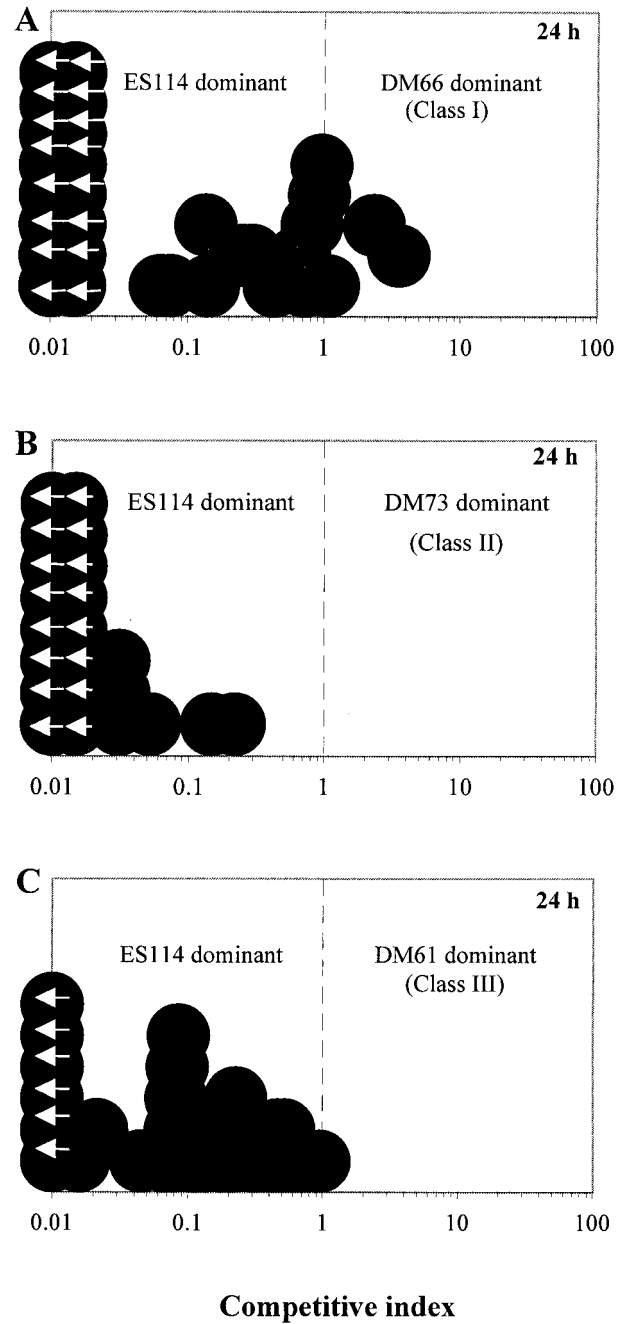 A
24 h
ES114 dominant
DM66 dominant
(Class I)
0.01 0.1 1 10 100
B
24 h
ES114 dominant
DM73 dominant
(Class II)
0.01 0.1 1 10 100
C
24 h
ES114 dominant
DM61 dominant
(Class III)
0.01 0.1 1 10 100
Competitive index